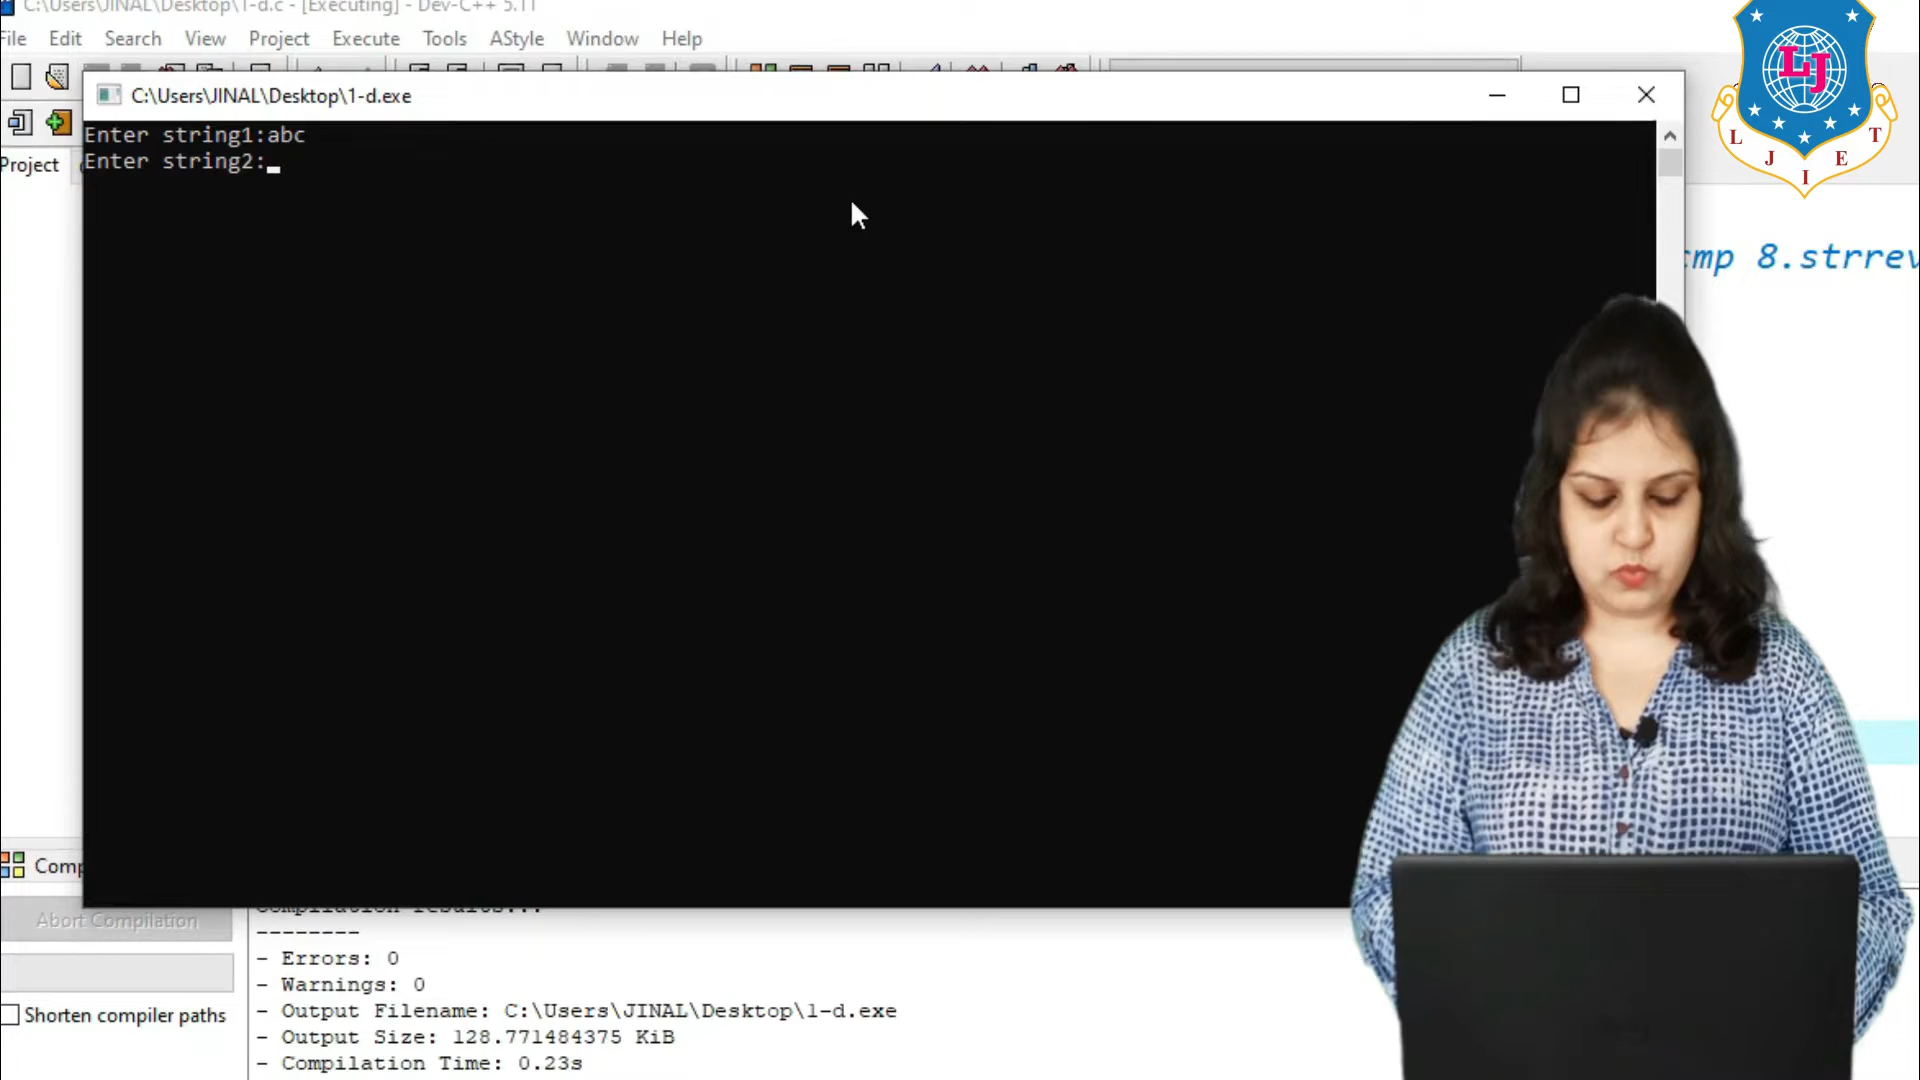 C:\Users\JINAL\Desktop\1-d.c - [Executing] - Dev-C++ 5.11
File Edit Search View Project Execute Tools AStyle Window Help
C:\Users\JINAL\Desktop\1-d.exe
Enter string1:abc
Enter string2:
Project
LJ
L J I E T
cmp 8.strrev
Comp
Abort Compilation
Compilation results...
--------
- Errors: 0
- Warnings: 0
- Output Filename: C:\Users\JINAL\Desktop\1-d.exe
Shorten compiler paths
- Output Size: 128.771484375 KiB
- Compilation Time: 0.23s